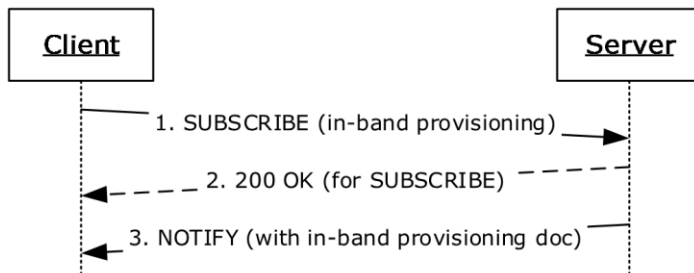 Client
Server
1. SUBSCRIBE (in-band provisioning)
2. 200 OK (for SUBSCRIBE)
3. NOTIFY (with in-band provisioning doc)